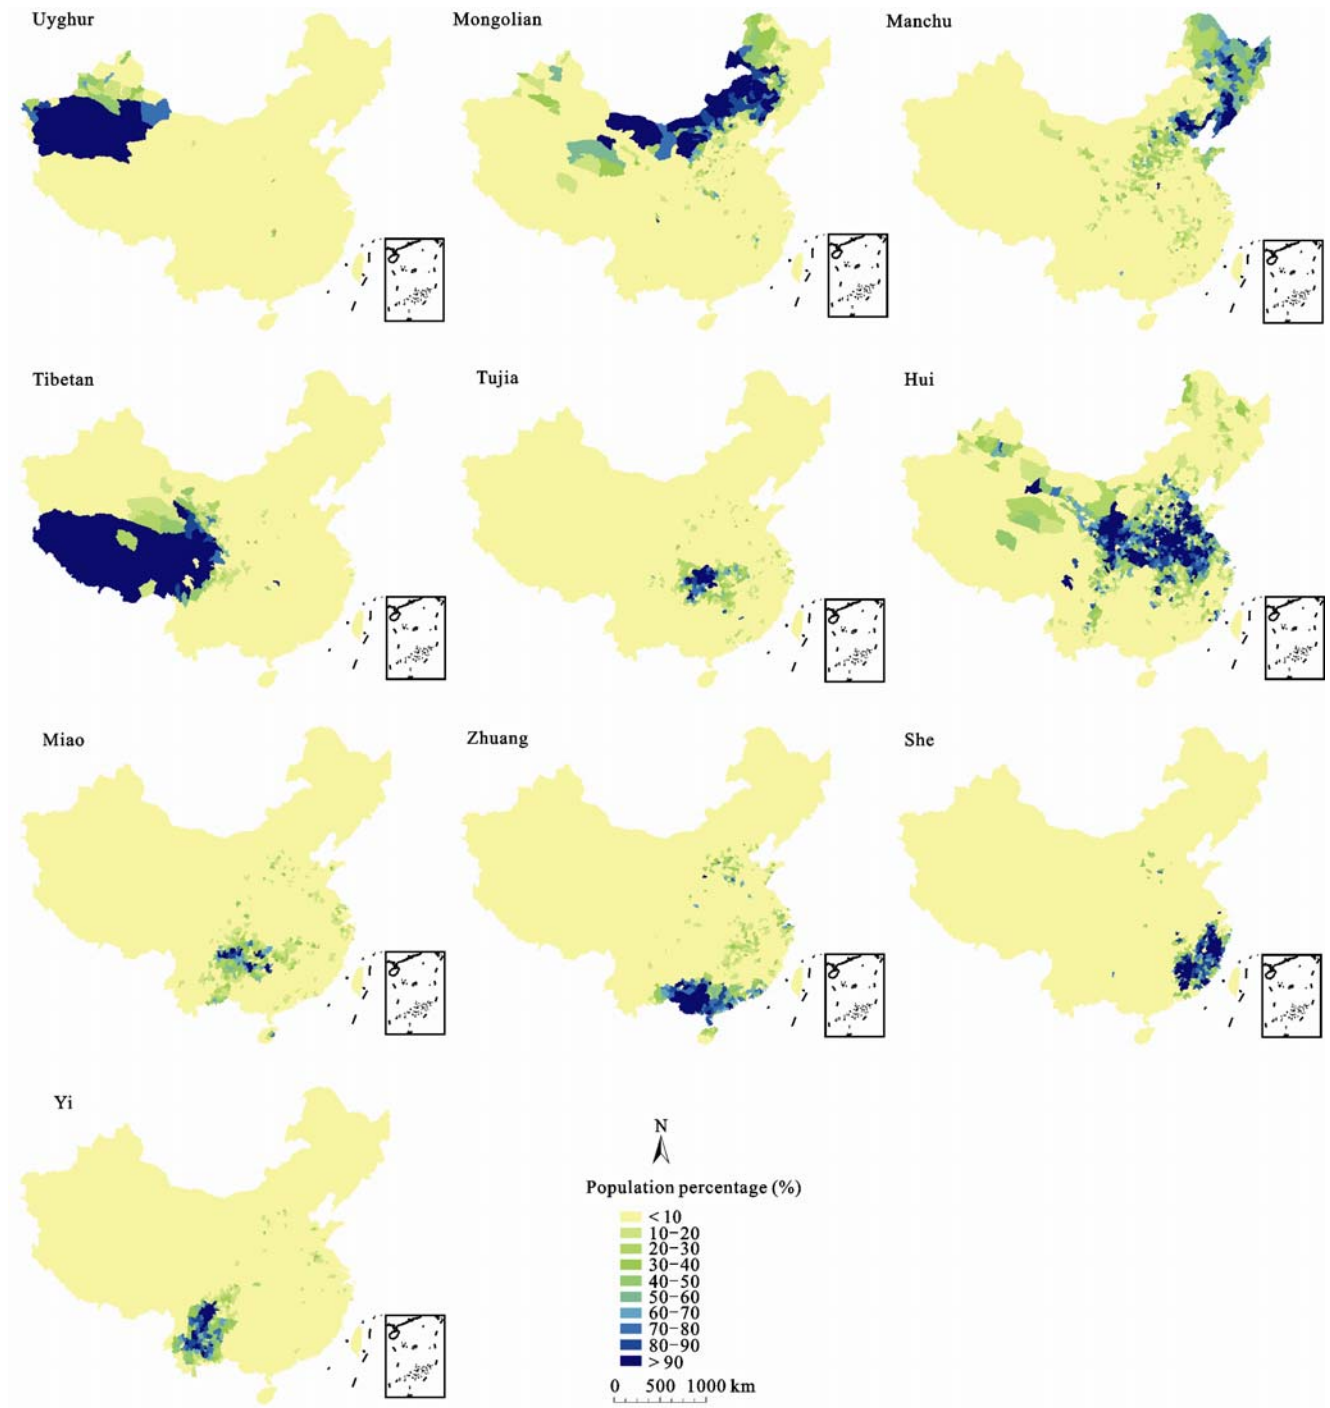 Uyghur
Mongolian
Manchu
Tibetan
Tujia
Hui
Miao
Zhuang
She
Yi
N
Population percentage (%)
< 10
10−20
20−30
30−40
40−50
50−60
60−70
70−80
80−90
> 90
0 500 1000 km